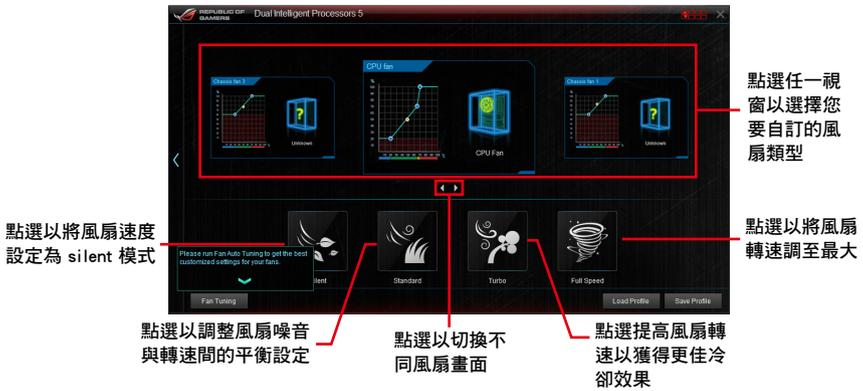 REPUBLIC OF
GAMERS
Dual Intelligent Processors 5
Chassis fan 3
CPU fan
Chassis fan 1
?
Unknown
CPU Fan
?
Unknown
點選任一視
窗以選擇您
要自訂的風
扇類型
點選以將風扇速度
設定為 silent 模式
Please run Fan Auto Tuning to get the best
customized settings for your fans.
Standard
Turbo
Full Speed
點選以將風扇
轉速調至最大
Fan Tuning
Load Profile
Save Profile
點選以調整風扇噪音
與轉速間的平衡設定
點選以切換不
同風扇畫面
點選提高風扇轉
速以獲得更佳冷
卻效果